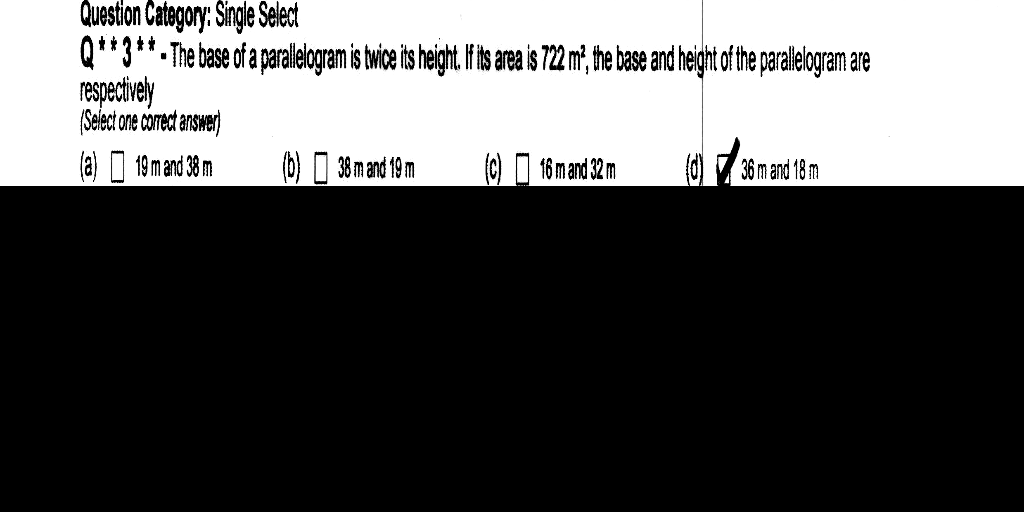 Question Category: Single Select
Q**3** - The base of a parallelogram is twice its height. If its area is 722 m², the base and height of the parallelogram are
respectively
(Select one correct answer)
(a) ☐ 19 m and 38 m (b) ☐ 38 m and 19 m (c) ☐ 16 m and 32 m (d) ☑ 36 m and 18 m